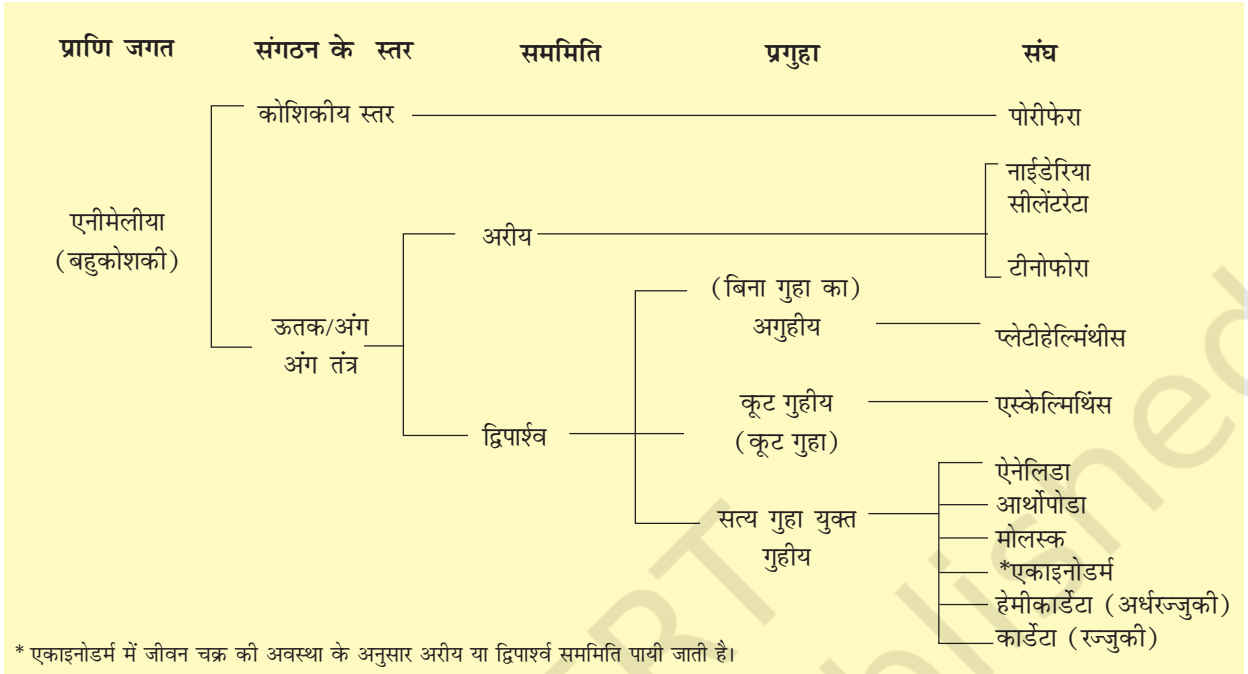 प्राणि जगत संगठन के स्तर सममिति प्रगुहा संघ
कोशिकीय स्तर पोरीफेरा
नाईडेरिया
सीलेंटरेटा
एनीमेलीया
(बहुकोशकी)
अरीय
टीनोफोरा
(बिना गुहा का)
अगुहीय प्लेटीहेल्मिंथीस
ऊतक/अंग
अंग तंत्र
कूट गुहीय एस्केल्मिथिंस
(कूट गुहा)
द्विपार्श्व
ऐनेलिडा
आर्थोपोडा
सत्य गुहा युक्त
गुहीय
मोलस्क
*एकाइनोडर्म
हेमीकार्डेटा (अर्धरज्जुकी)
कार्डेटा (रज्जुकी)
* एकाइनोडर्म में जीवन चक्र की अवस्था के अनुसार अरीय या द्विपार्श्व सममिति पायी जाती है।